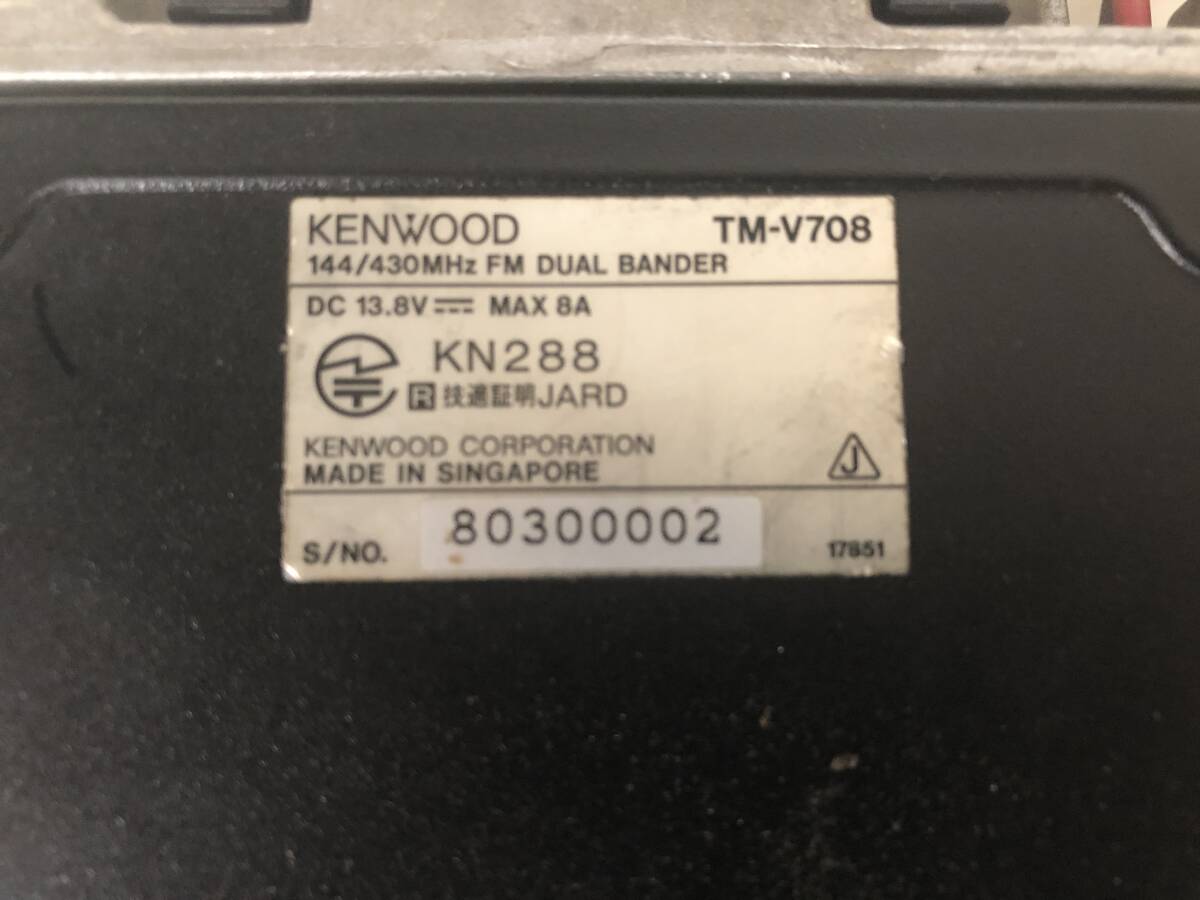 KENWOOD TM-V708
144/430MHz FM DUAL BANDER
DC 13.8V MAX 8A
KN288
R 技適証明JARD
KENWOOD CORPORATION
MADE IN SINGAPORE
J
S/NO. 80300002 17851